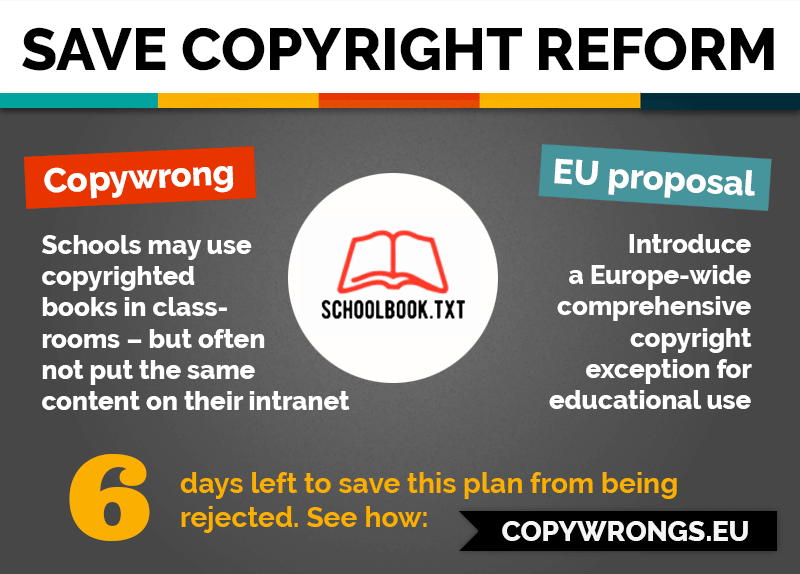 SAVE COPYRIGHT REFORM
Copywrong
Schools may use
copyrighted
books in class-
rooms – but often
not put the same
content on their intranet
SCHOOLBOOK.TXT
EU proposal
Introduce
a Europe-wide
comprehensive
copyright
exception for
educational use
6
days left to save this plan from being
rejected. See how:
COPYWRONGS.EU